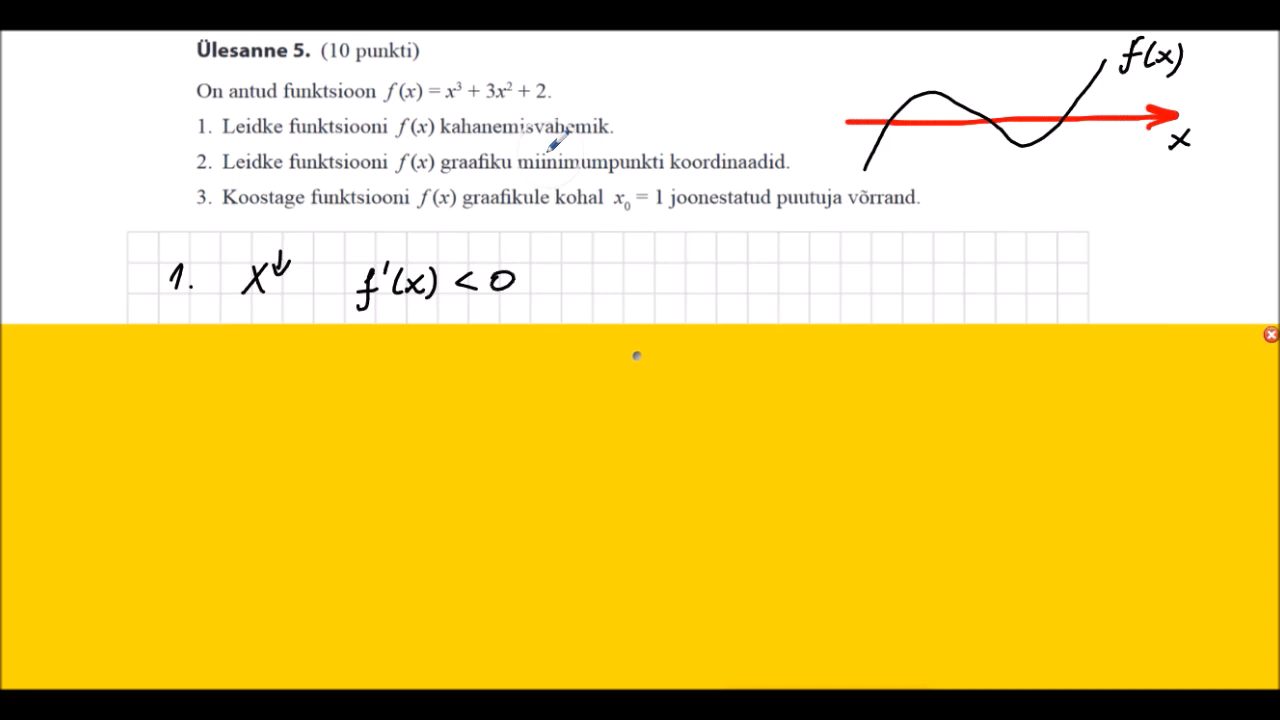 Ülesanne 5. (10 punkti)
On antud funktsioon f(x) = x³ + 3x² + 2.
1. Leidke funktsiooni f(x) kahanemisvahemik.
2. Leidke funktsiooni f(x) graafiku miinimumpunkti koordinaadid.
3. Koostage funktsiooni f(x) graafikule kohal x₀ = 1 joonestatud puutuja võrrand.
f(x)
x
1. X↓ f'(x) < 0